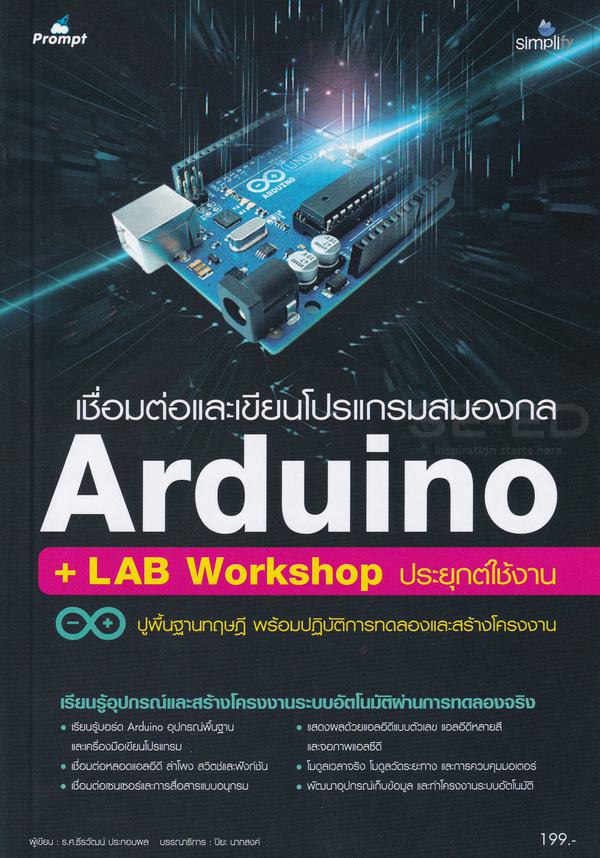 Prompt
simplify
UNO
ARDUINO
เชื่อมต่อและเขียนโปรแกรมสมองกล
SE-ED
inspiration starts here
Arduino
+ LAB Workshop ประยุกต์ใช้งาน
ปูพื้นฐานทฤษฎี พร้อมปฏิบัติการทดลองและสร้างโครงงาน
เรียนรู้อุปกรณ์และสร้างโครงงานระบบอัตโนมัติผ่านการทดลองจริง
• เรียนรู้บอร์ด Arduino อุปกรณ์พื้นฐาน
และเครื่องมือเขียนโปรแกรม
• เชื่อมต่อหลอดแอลอีดี ลำโพง สวิตช์และฟังก์ชัน
• เชื่อมต่อเซนเซอร์และการสื่อสารแบบอนุกรม
• แสดงผลด้วยแอลอีดีแบบตัวเลข แอลอีดีหลายสี
และจอภาพแอลซีดี
• โมดูลเวลาจริง โมดูลวัดระยะทาง และการควบคุมมอเตอร์
• พัฒนาอุปกรณ์เก็บข้อมูล และทำโครงงานระบบอัตโนมัติ
ผู้เขียน : ร.ศ.ธีรวัฒน์ ประกอบผล บรรณาธิการ : ปิยะ นากสงค์
199.-